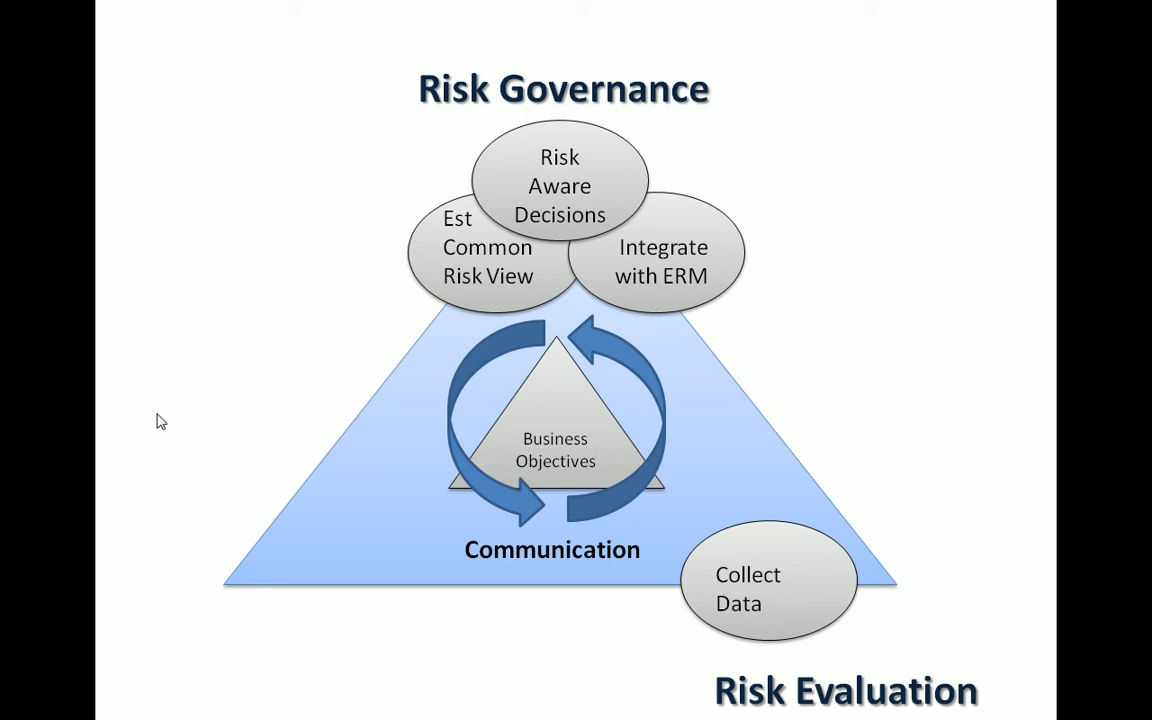 Risk Governance
Risk
Aware
Decisions
Est
Common
Risk View
Integrate
with ERM
Business
Objectives
Communication
Collect
Data
Risk Evaluation